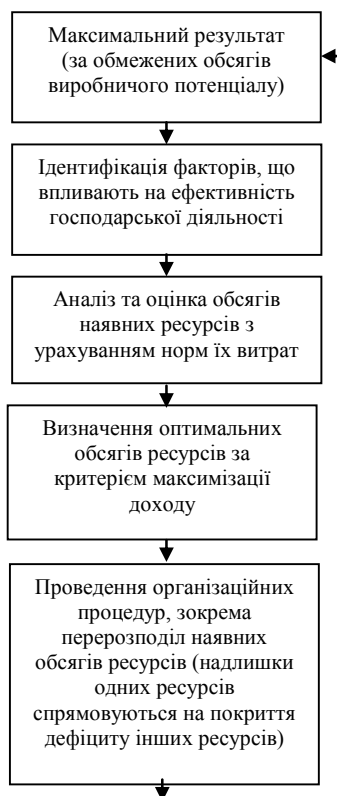 Максимальний результат
(за обмежених обсягів
виробничого потенціалу)
Ідентифікація факторів, що
впливають на ефективність
господарської діяльності
Аналіз та оцінка обсягів
наявних ресурсів з
урахуванням норм їх витрат
Визначення оптимальних
обсягів ресурсів за
критерієм максимізації
доходу
Проведення організаційних
процедур, зокрема
перерозподіл наявних
обсягів ресурсів (надлишки
одних ресурсів
спрямовуються на покриття
дефіциту інших ресурсів)